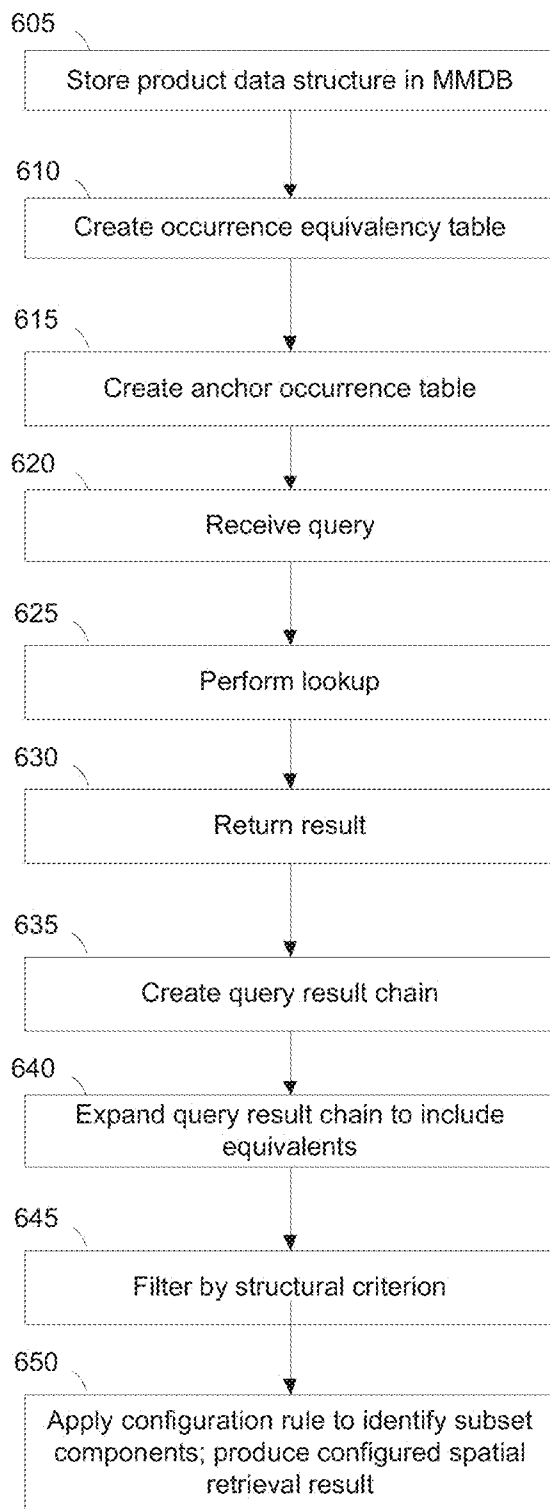 605
Store product data structure in MMDB
610
Create occurrence equivalency table
615
Create anchor occurrence table
620
Receive query
625
Perform lookup
630
Return result
635
Create query result chain
640
Expand query result chain to include
equivalents
645
Filter by structural criterion
650
Apply configuration rule to identify subset
components; produce configured spatial
retrieval result